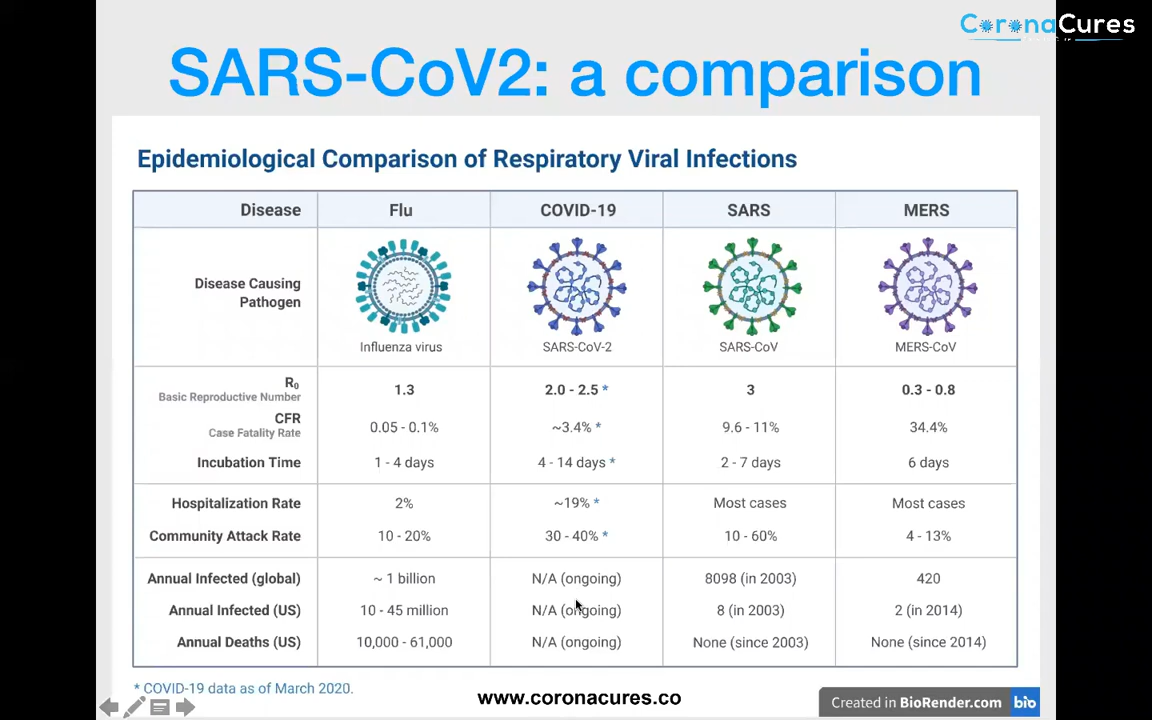 CoronaCures
SARS-CoV2: a comparison
Epidemiological Comparison of Respiratory Viral Infections
Disease Flu COVID-19 SARS MERS
Disease Causing
Pathogen
Influenza virus SARS-CoV-2 SARS-CoV MERS-CoV
R₀ 1.3 2.0 - 2.5 * 3 0.3 - 0.8
Basic Reproductive Number
CFR 0.05 - 0.1% ~3.4% * 9.6 - 11% 34.4%
Case Fatality Rate
Incubation Time 1 - 4 days 4 - 14 days * 2 - 7 days 6 days
Hospitalization Rate 2% ~19% * Most cases Most cases
Community Attack Rate 10 - 20% 30 - 40% * 10 - 60% 4 - 13%
Annual Infected (global) ~ 1 billion N/A (ongoing) 8098 (in 2003) 420
Annual Infected (US) 10 - 45 million N/A (ongoing) 8 (in 2003) 2 (in 2014)
Annual Deaths (US) 10,000 - 61,000 N/A (ongoing) None (since 2003) None (since 2014)
* COVID-19 data as of March 2020.
www.coronacures.co
Created in BioRender.com bio